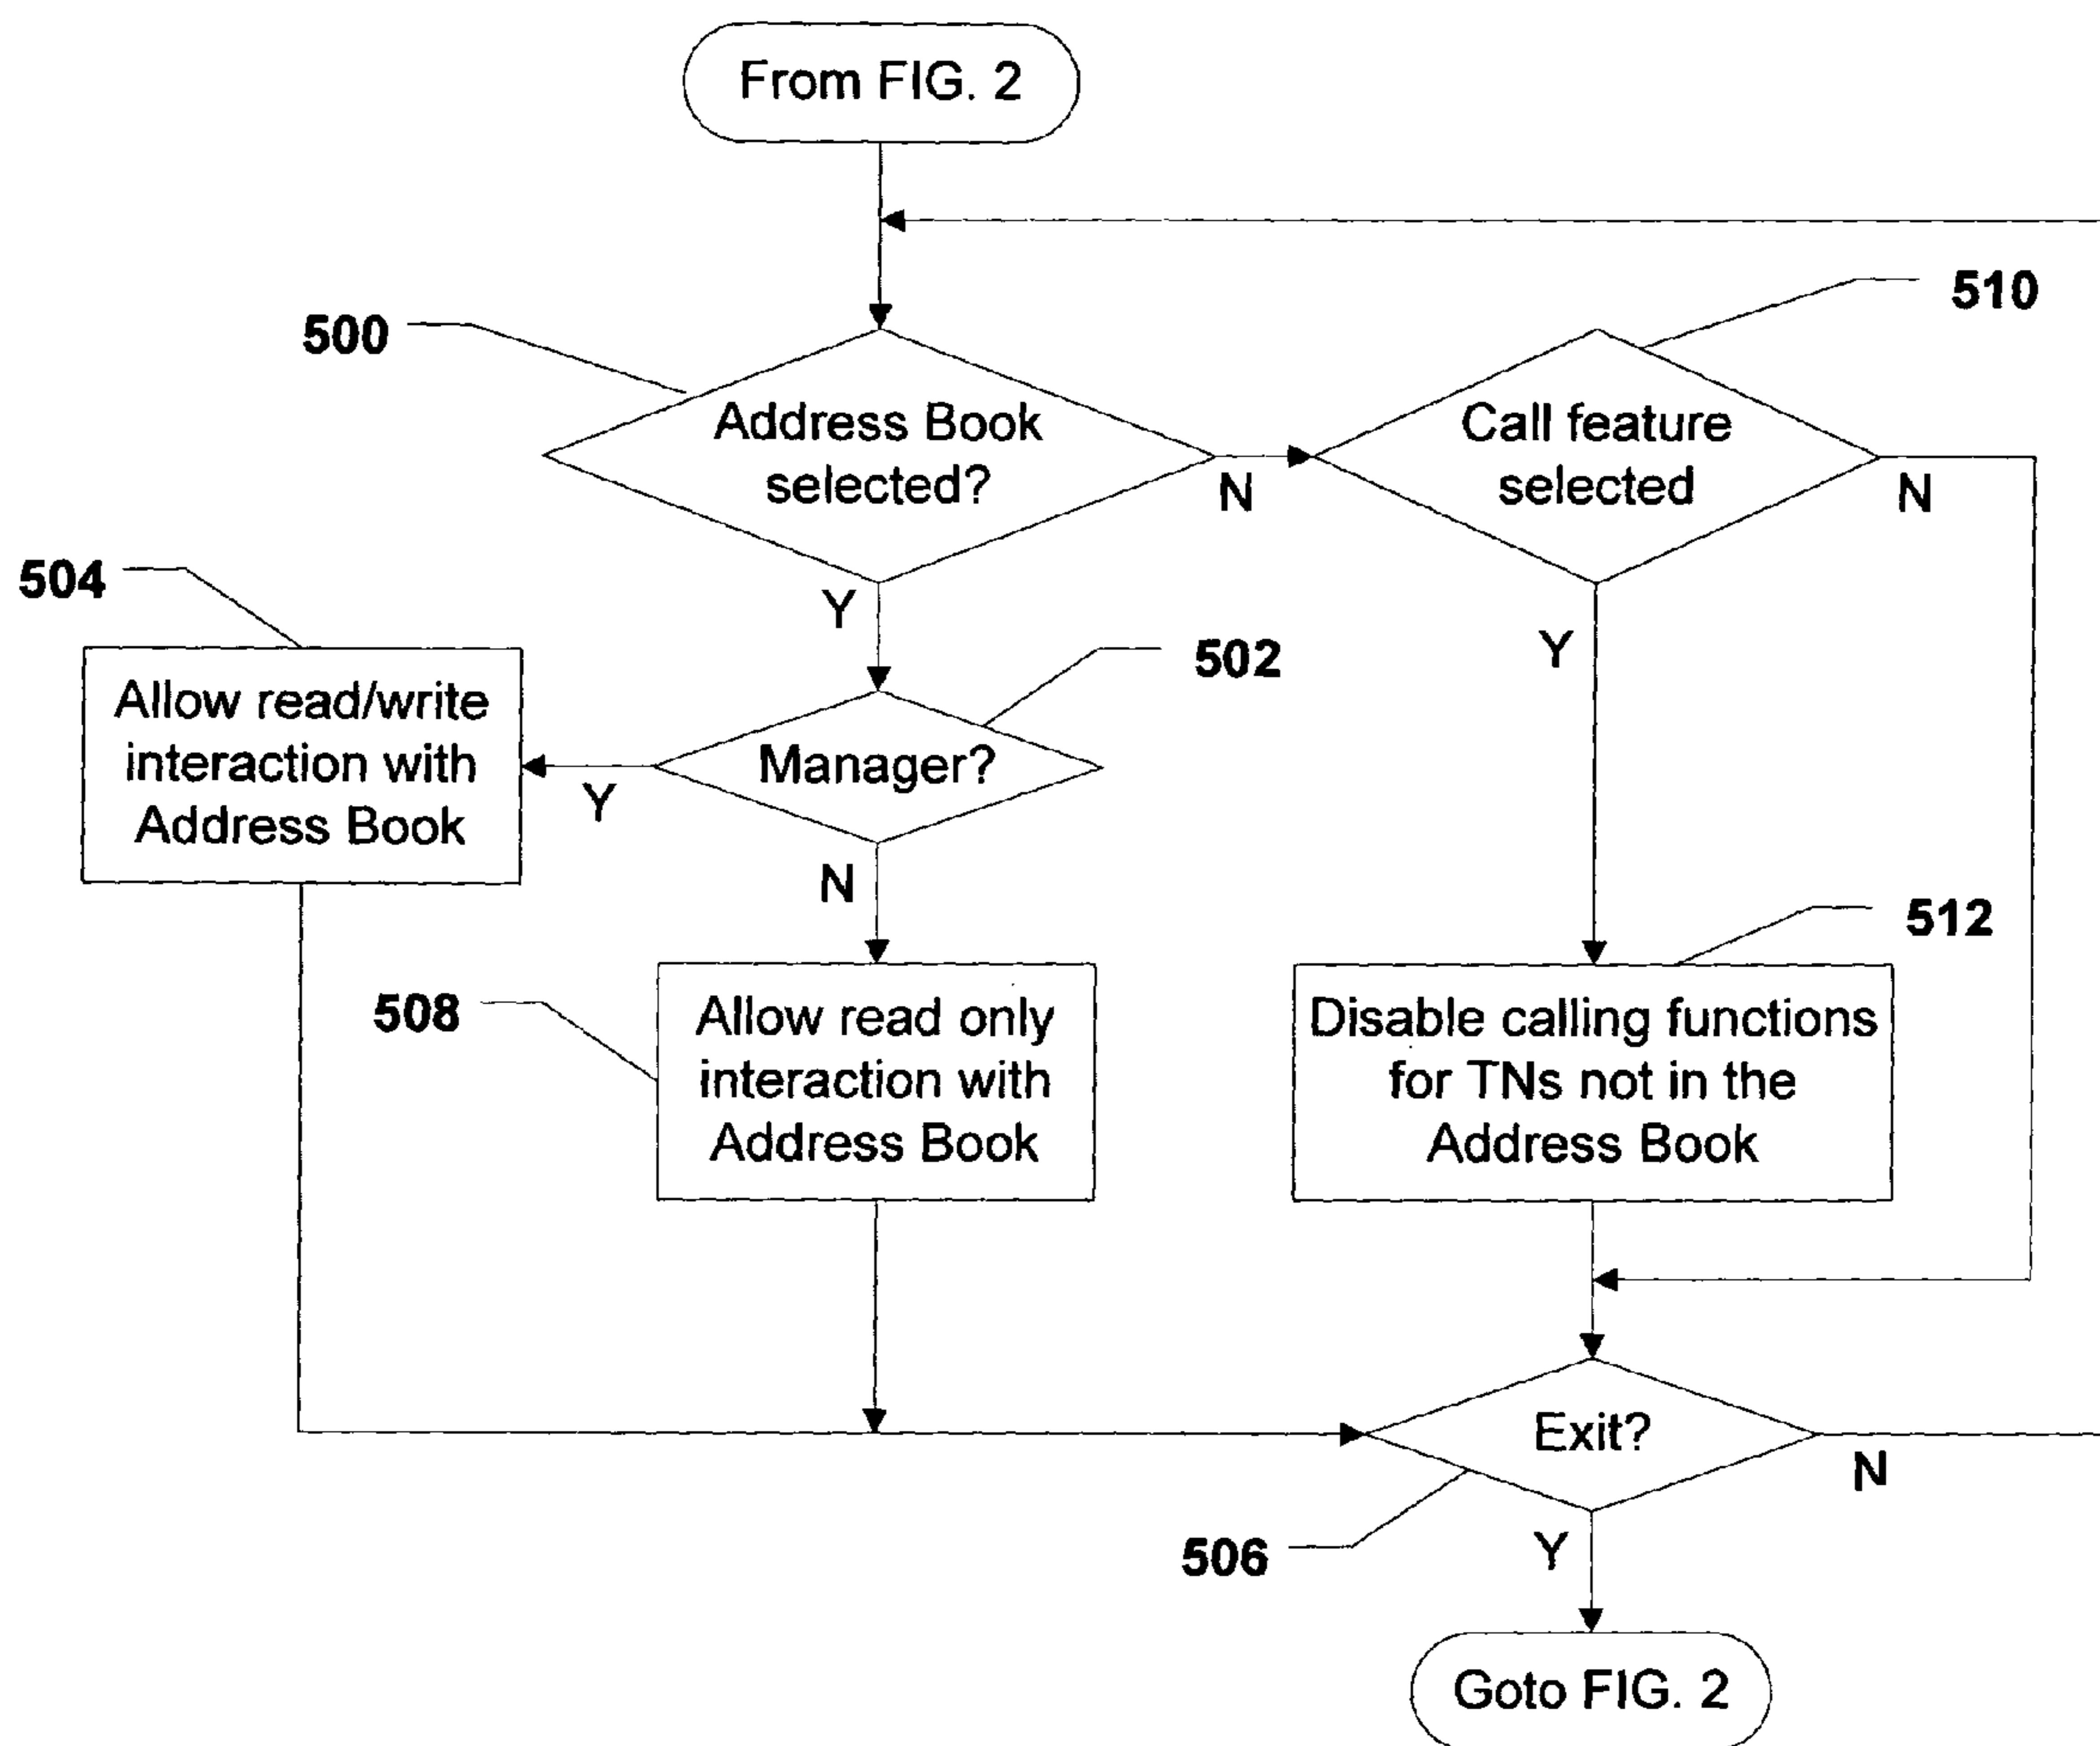 From FIG. 2
500
Address Book
selected?
N
Y
510
Call feature
selected
N
Y
504
Allow read/write
interaction with
Address Book
502
Manager?
Y
N
508
Allow read only
interaction with
Address Book
512
Disable calling functions
for TNs not in the
Address Book
Exit?
N
506
Y
Goto FIG. 2